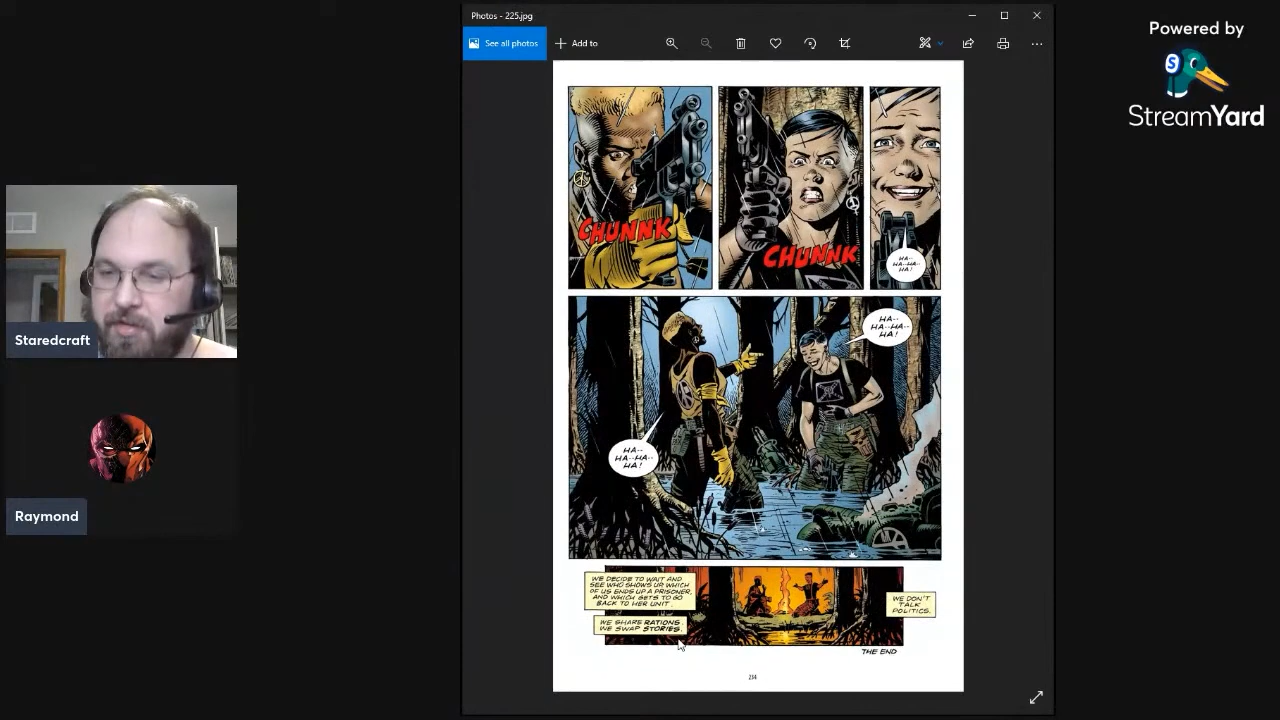 Photos - 225.jpg
See all photos
Add to
Powered by
StreamYard
Staredcraft
Raymond
CHUNNK
CHUNNK
HA--
HA--HA--
HA!
HA--
HA--HA--
HA!
HA--
HA--HA--
HA!
WE DECIDE TO WAIT AND
SEE WHO SHOWS UP, WHICH
OF US ENDS UP A PRISONER,
AND WHICH GETS TO GO
BACK TO HER UNIT.
WE SHARE RATIONS.
WE SWAP STORIES.
WE DON'T
TALK
POLITICS.
THE END
214